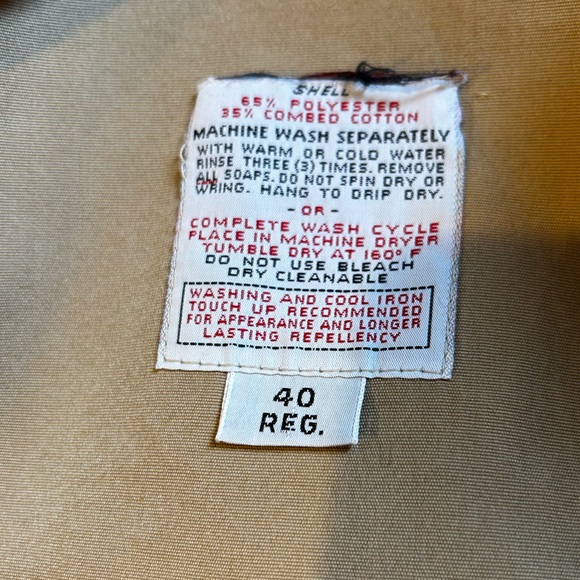 SHELL
65% POLYESTER
35% COMBED COTTON
MACHINE WASH SEPARATELY
WITH WARM OR COLD WATER
RINSE THREE (3) TIMES. REMOVE
ALL SOAPS. DO NOT SPIN DRY OR
WRING. HANG TO DRIP DRY.
- OR -
COMPLETE WASH CYCLE
PLACE IN MACHINE DRYER
TUMBLE DRY AT 160° F
DO NOT USE BLEACH
DRY CLEANABLE
WASHING AND COOL IRON
TOUCH UP RECOMMENDED
FOR APPEARANCE AND LONGER
LASTING REPELLENCY
40
REG.